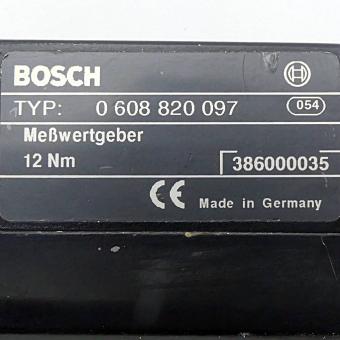 BOSCH
TYP: 0 608 820 097 054
Meßwertgeber
12 Nm 386000035
CE Made in Germany